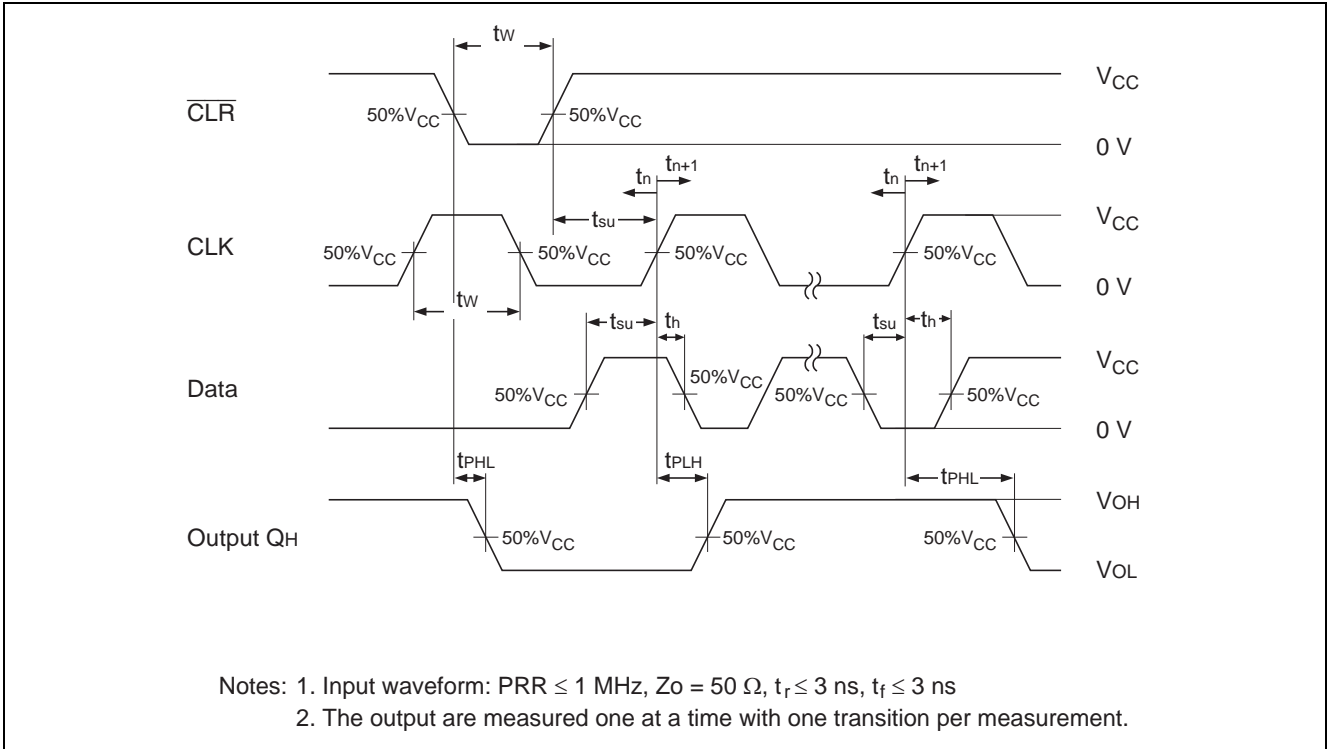 tw
VCC
CLR
50%VCC
50%VCC
0 V
tn
tn+1
tn
tn+1
tsu
VCC
CLK
50%VCC
50%VCC
50%VCC
50%VCC
0 V
tw
tsu
th
tsu
th
VCC
Data
50%VCC
50%VCC
50%VCC
50%VCC
0 V
tPHL
tPLH
tPHL
VOH
Output QH
50%VCC
50%VCC
50%VCC
VOL
Notes: 1. Input waveform: PRR ≤ 1 MHz, Zo = 50 Ω, tr ≤ 3 ns, tf ≤ 3 ns
2. The output are measured one at a time with one transition per measurement.